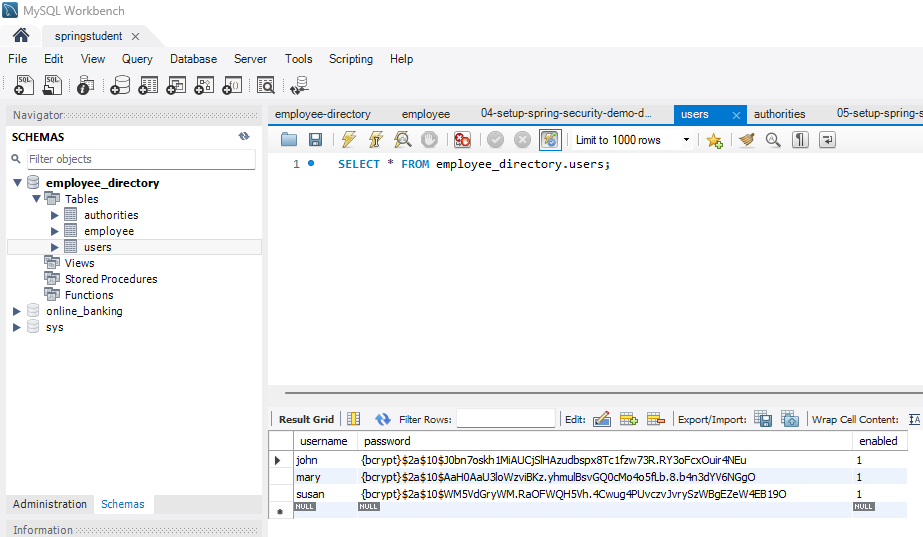 MySQL Workbench
springstudent
File Edit View Query Database Server Tools Scripting Help
Navigator
SCHEMAS
Filter objects
employee_directory
Tables
authorities
employee
users
Views
Stored Procedures
Functions
online_banking
sys
Administration Schemas
Information
employee-directory employee 04-setup-spring-security-demo-d... users authorities 05-setup-spring-s
Limit to 1000 rows
1 SELECT * FROM employee_directory.users;
Result Grid Filter Rows: Edit: Export/Import: Wrap Cell Content:
username password enabled
john {bcrypt}$2a$10$J0bn7oskh1MiAUCjSlHAzudbspx8Tc1fzw73R.RY3oFcxOuir4NEu 1
mary {bcrypt}$2a$10$AaH0AaU3loWzviBKz.yhmulBsvGQ0cMo4o5fLb.8.b4n3dYV6NGgO 1
susan {bcrypt}$2a$10$WM5VdGryWM.RaOFWQH5Vh.4Cwug4PUvczvJvrySzWBgEZeW4EB19O 1
NULL NULL NULL